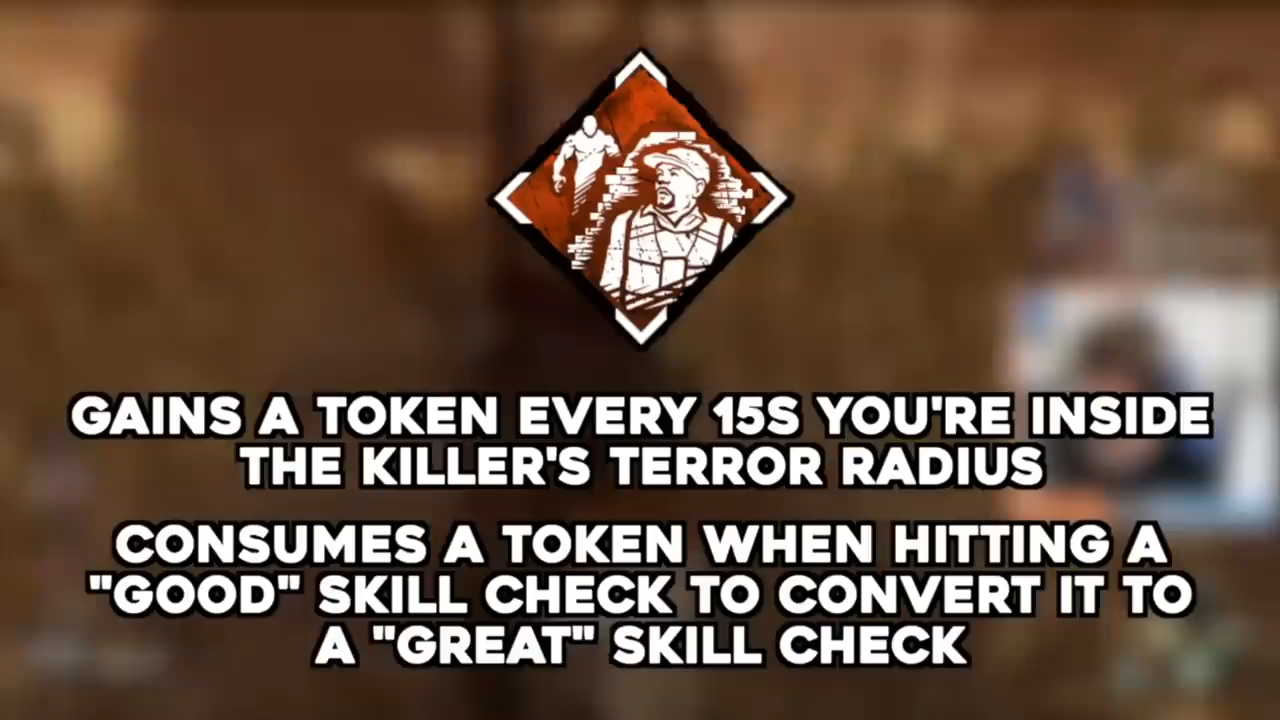 GAINS A TOKEN EVERY 15S YOU'RE INSIDE
THE KILLER'S TERROR RADIUS
CONSUMES A TOKEN WHEN HITTING A
"GOOD" SKILL CHECK TO CONVERT IT TO
A "GREAT" SKILL CHECK